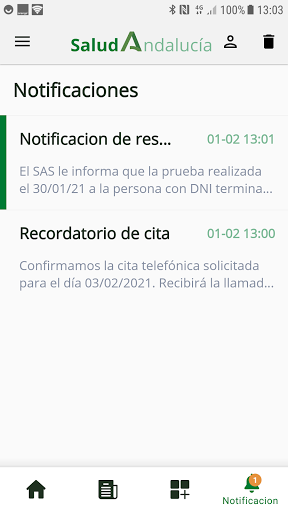 100% 13:03
Salud Andalucía
Notificaciones
Notificacion de res... 01-02 13:01
El SAS le informa que la prueba realizada
el 30/01/21 a la persona con DNI termina...
Recordatorio de cita 01-02 13:00
Confirmamos la cita telefónica solicitada
para el día 03/02/2021. Recibirá la llamad...
1
Notificacion